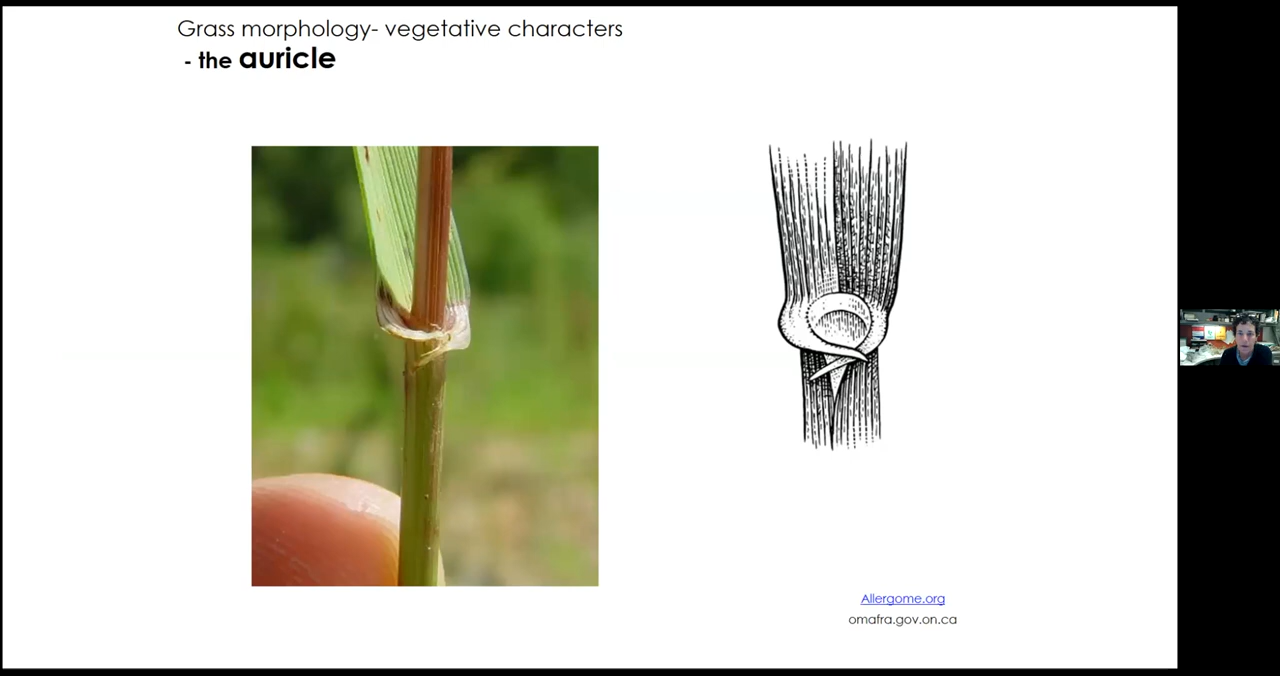 Grass morphology- vegetative characters
- the auricle
Allergome.org
omafra.gov.on.ca